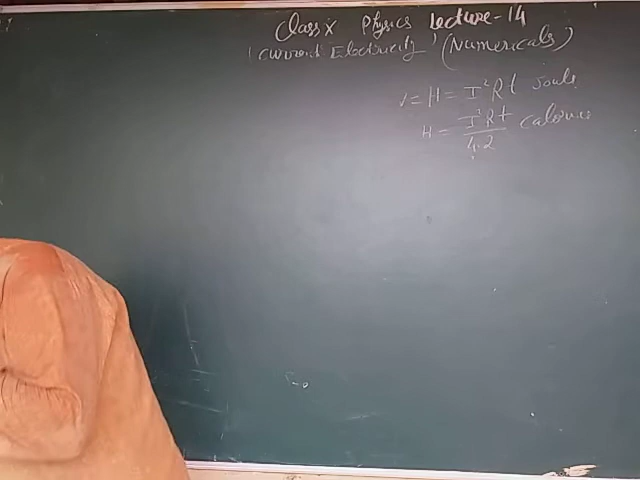 Class X Physics Lecture-14
'Current Electricity' (Numericals)
H = I²Rt Joule
H = I²Rt/4.2 calories